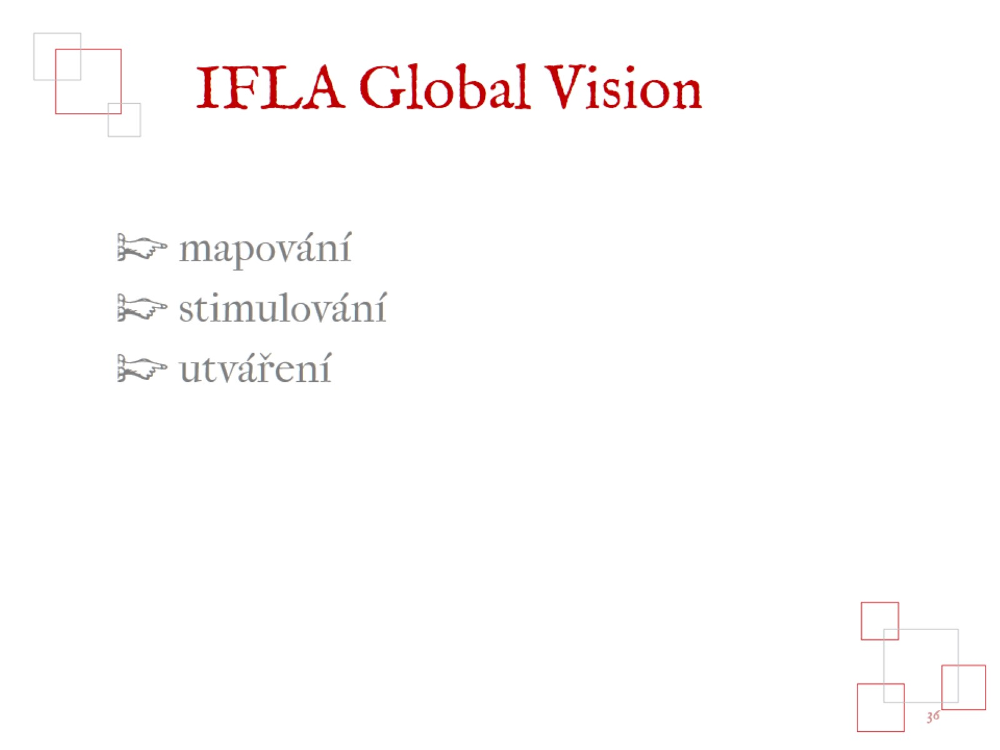 IFLA Global Vision
mapování
stimulování
utváření
36